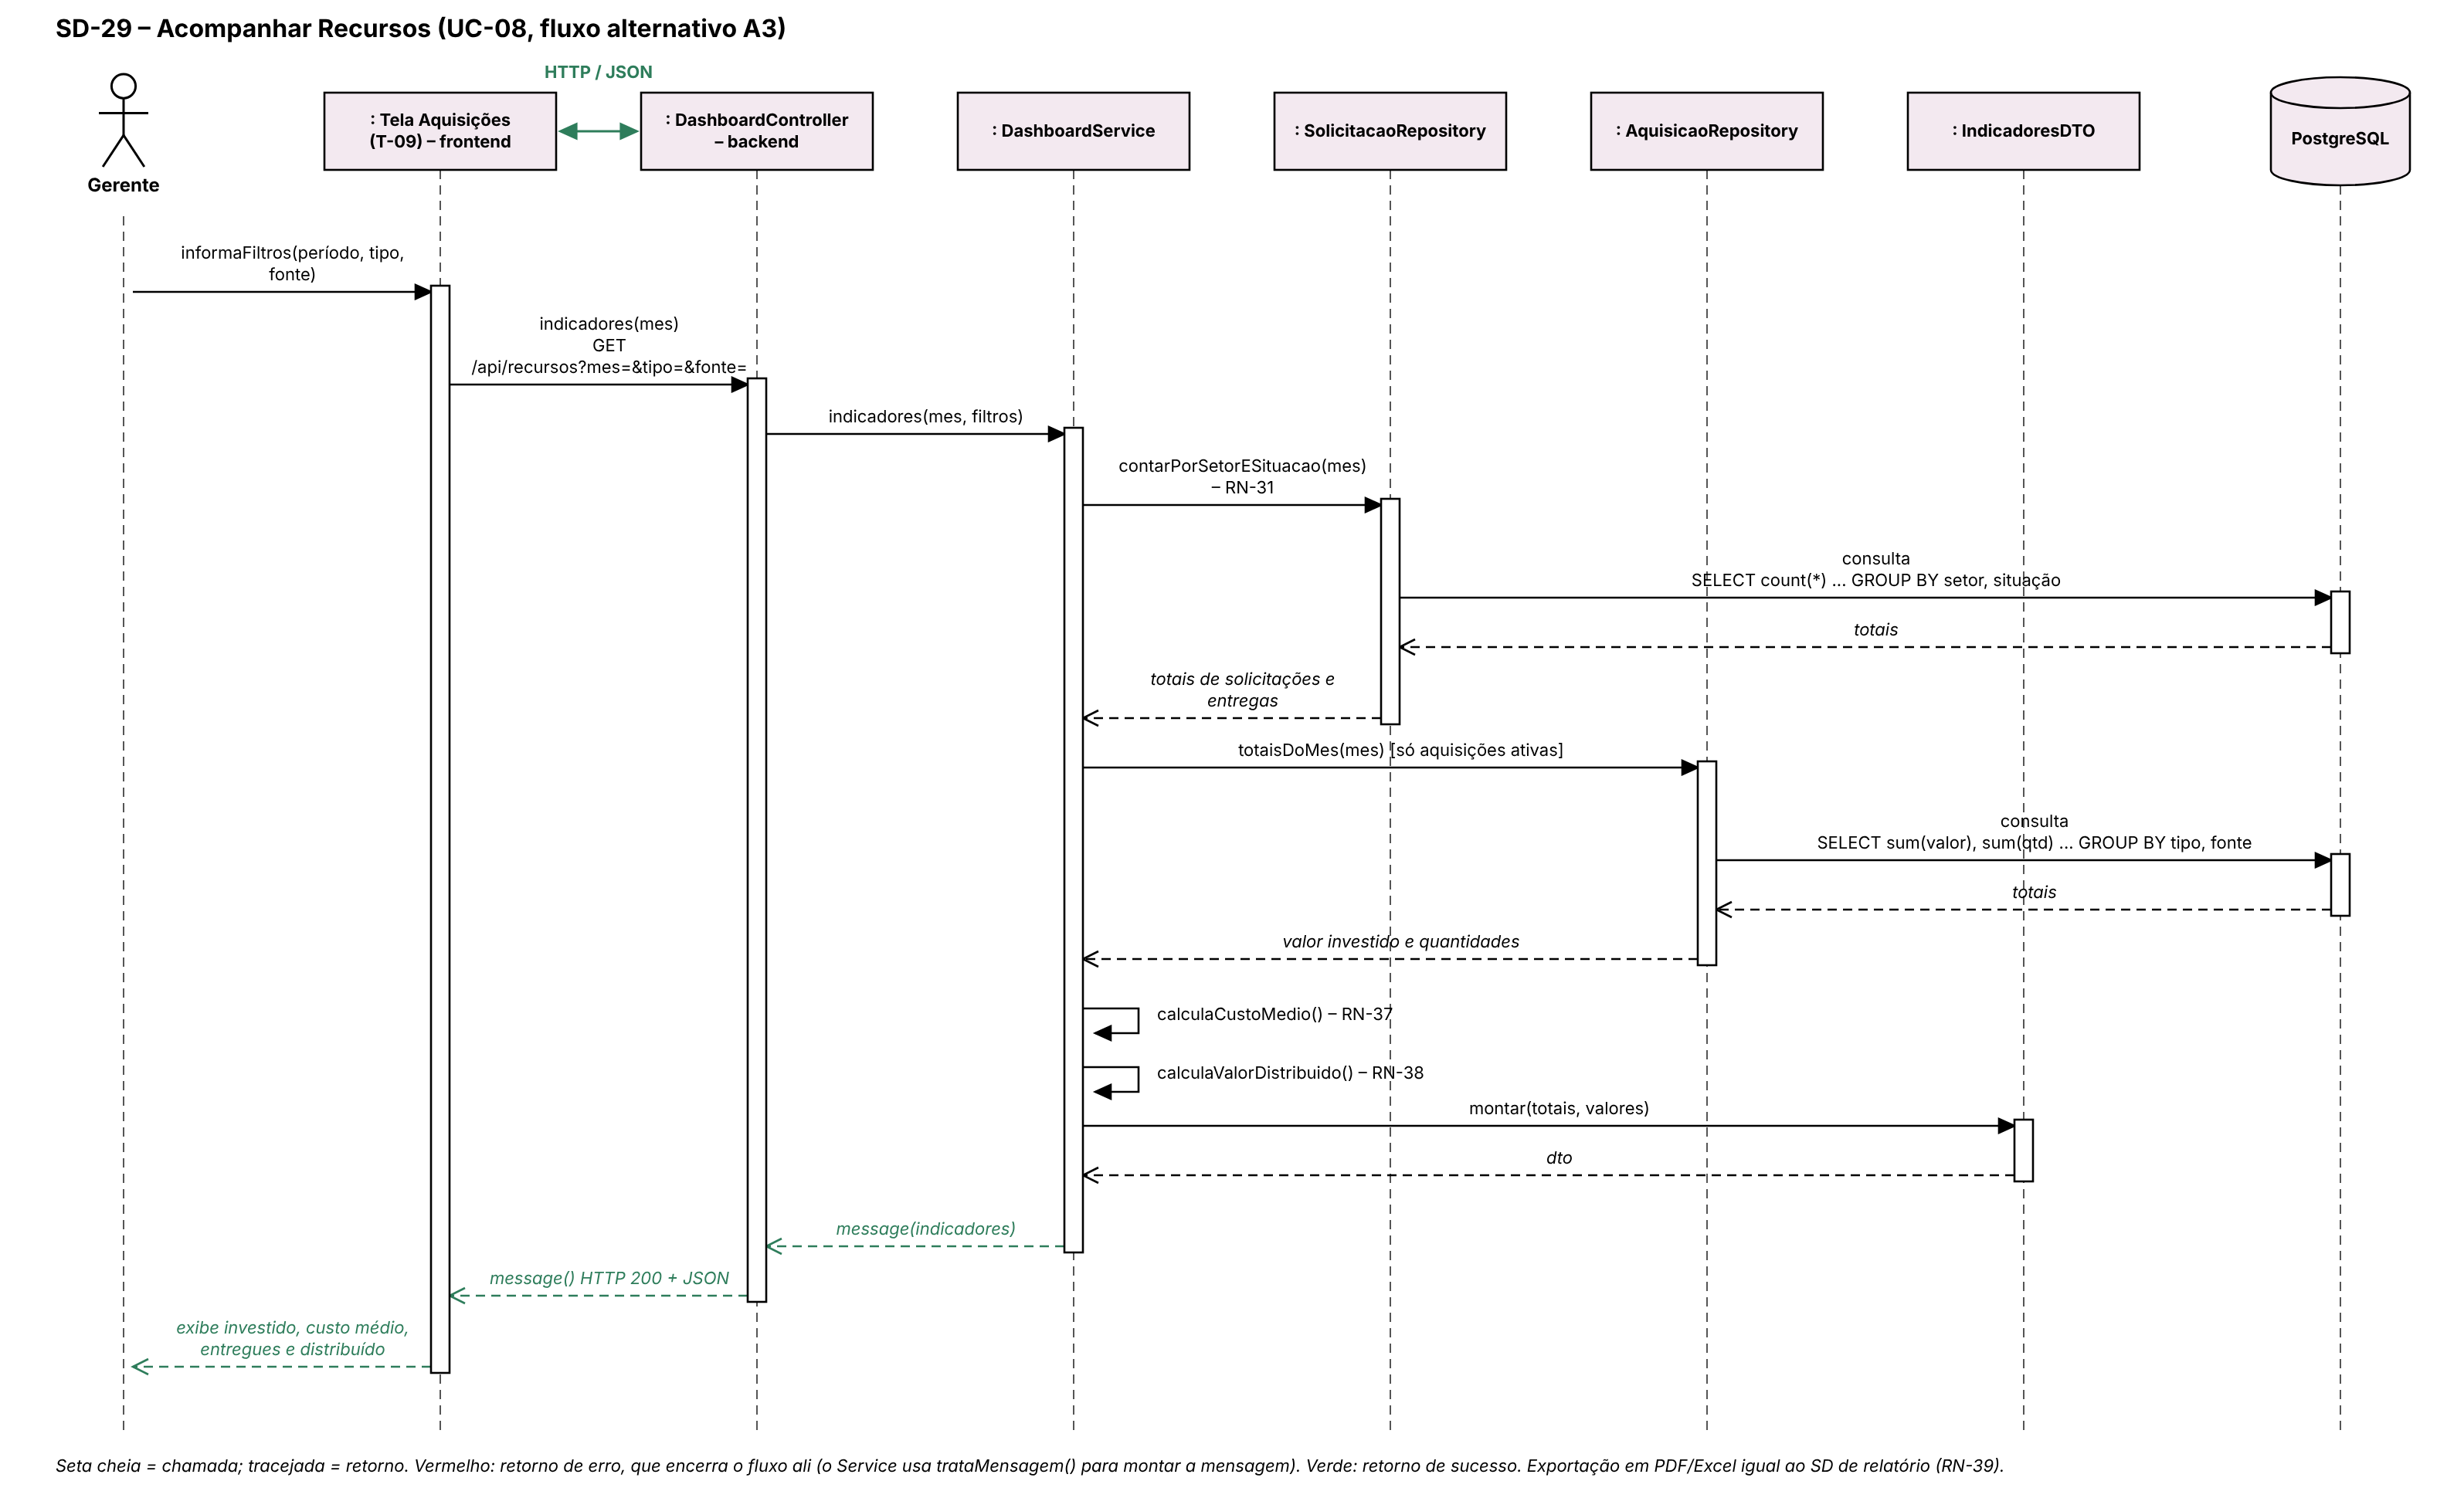 SD-29 – Acompanhar Recursos (UC-08, fluxo alternativo A3)
HTTP / JSON
Gerente
: Tela Aquisições
(T-09) – frontend
: DashboardController
– backend
: DashboardService
: SolicitacaoRepository
: AquisicaoRepository
: IndicadoresDTO
PostgreSQL
informaFiltros(período, tipo,
fonte)
indicadores(mes)
GET
/api/recursos?mes=&tipo=&fonte=
indicadores(mes, filtros)
contarPorSetorESituacao(mes)
– RN-31
consulta
SELECT count(*) ... GROUP BY setor, situação
totais
totais de solicitações e
entregas
totaisDoMes(mes) [só aquisições ativas]
consulta
SELECT sum(valor), sum(qtd) ... GROUP BY tipo, fonte
totais
valor investido e quantidades
calculaCustoMedio() – RN-37
calculaValorDistribuido() – RN-38
montar(totais, valores)
dto
message(indicadores)
message() HTTP 200 + JSON
exibe investido, custo médio,
entregues e distribuído
Seta cheia = chamada; tracejada = retorno. Vermelho: retorno de erro, que encerra o fluxo ali (o Service usa trataMensagem() para montar a mensagem). Verde: retorno de sucesso. Exportação em PDF/Excel igual ao SD de relatório (RN-39).